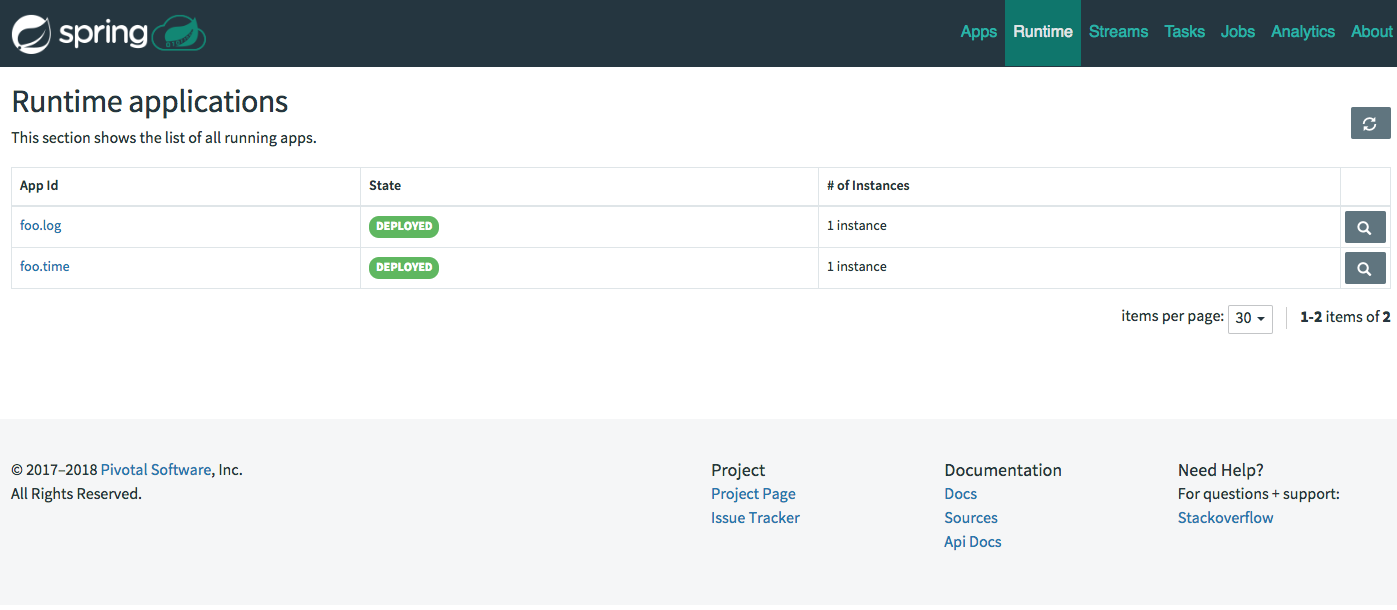 spring
Apps Runtime Streams Tasks Jobs Analytics About
Runtime applications
This section shows the list of all running apps.
App Id State # of Instances
foo.log DEPLOYED 1 instance
foo.time DEPLOYED 1 instance
items per page: 30 1-2 items of 2
© 2017–2018 Pivotal Software, Inc.
All Rights Reserved.
Project
Project Page
Issue Tracker
Documentation
Docs
Sources
Api Docs
Need Help?
For questions + support:
Stackoverflow